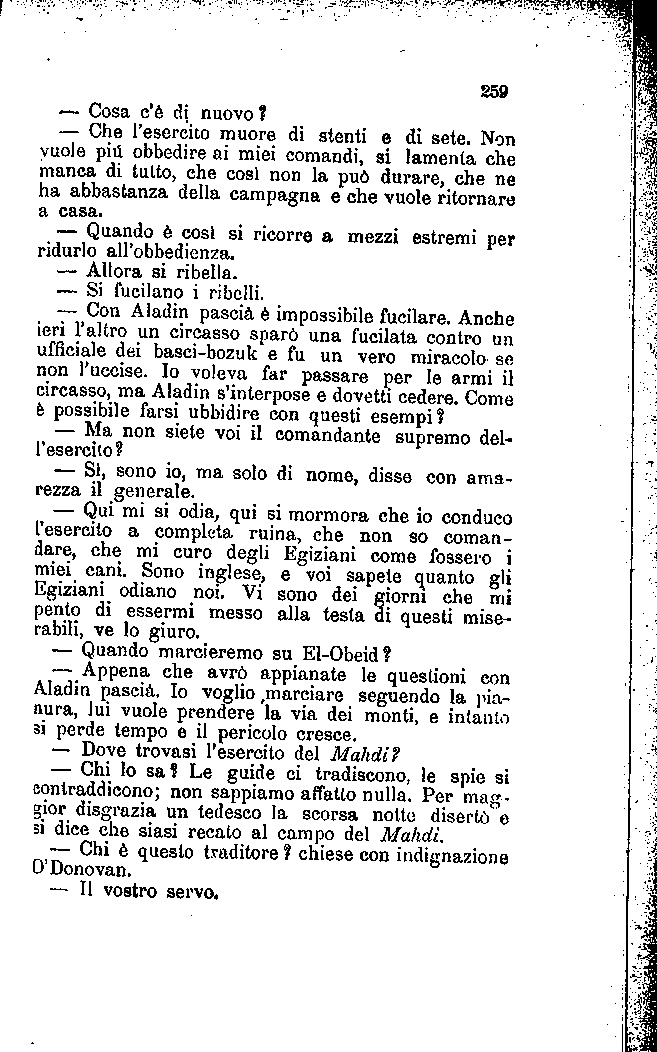 259
— Cosa c'è di nuovo?
— Che l'esercito muore di stenti e di sete. Non
vuole piú obbedire ai miei comandi, si lamenta che
manca di tutto, che così non la può durare, che ne
ha abbastanza della campagna e che vuole ritornare
a casa.
— Quando è così si ricorre a mezzi estremi per
ridurlo all'obbedienza.
— Allora si ribella.
— Si fucilano i ribelli.
— Con Aladin pascià è impossibile fucilare. Anche
ieri l'altro un circasso sparò una fucilata contro un
ufficiale dei basci-bozuk e fu un vero miracolo se
non l'uccise. Io voleva far passare per le armi il
circasso, ma Aladin s'interpose e dovetti cedere. Come
è possibile farsi ubbidire con questi esempi?
— Ma non siete voi il comandante supremo del-
l'esercito?
— Sì, sono io, ma solo di nome, disse con ama-
rezza il generale.
— Qui mi si odia, qui si mormora che io conduco
l'esercito a completa ruina, che non so coman-
dare, che mi curo degli Egiziani come fossero i
miei cani. Sono inglese, e voi sapete quanto gli
Egiziani odiano noi. Vi sono dei giorni che mi
pento di essermi messo alla testa di questi mise-
rabili, ve lo giuro.
— Quando marcieremo su El-Obeid?
— Appena che avrò appianate le questioni con
Aladin pascià. Io voglio ,marciare seguendo la pia-
nura, lui vuole prendere la via dei monti, e intanto
si perde tempo e il pericolo cresce.
— Dove trovasi l'esercito del Mahdi?
— Chi lo sa? Le guide ci tradiscono, le spie si
contraddicono; non sappiamo affatto nulla. Per mag-
gior disgrazia un tedesco la scorsa notte disertò e
si dice che siasi recato al campo del Mahdi.
— Chi è questo traditore? chiese con indignazione
O'Donovan.
— Il vostro servo.